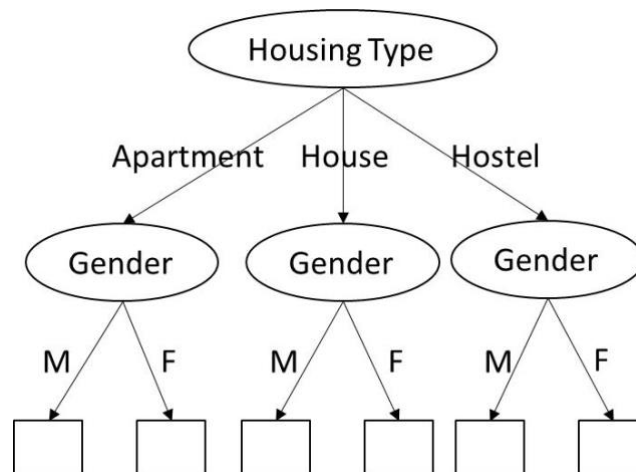 Housing Type
Apartment House Hostel
Gender Gender Gender
M F M F M F